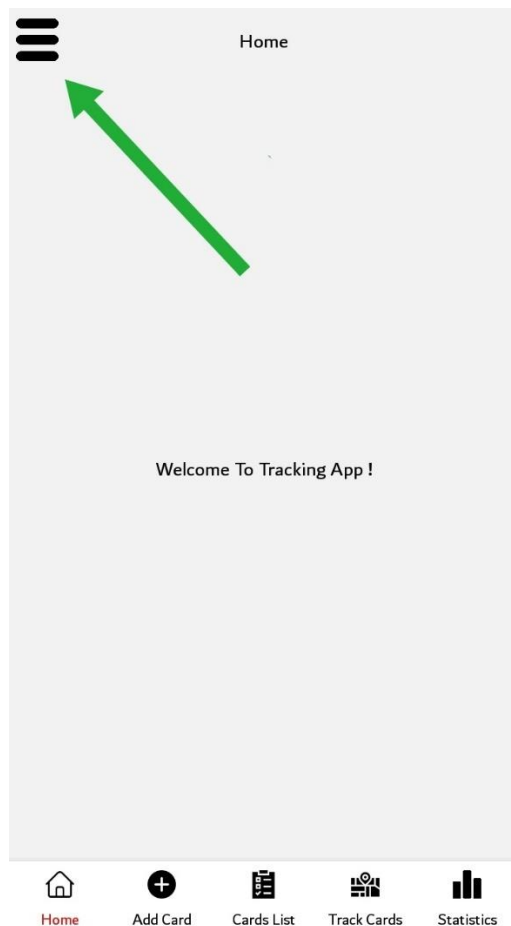 Home
Welcome To Tracking App !
Home
Add Card
Cards List
Track Cards
Statistics